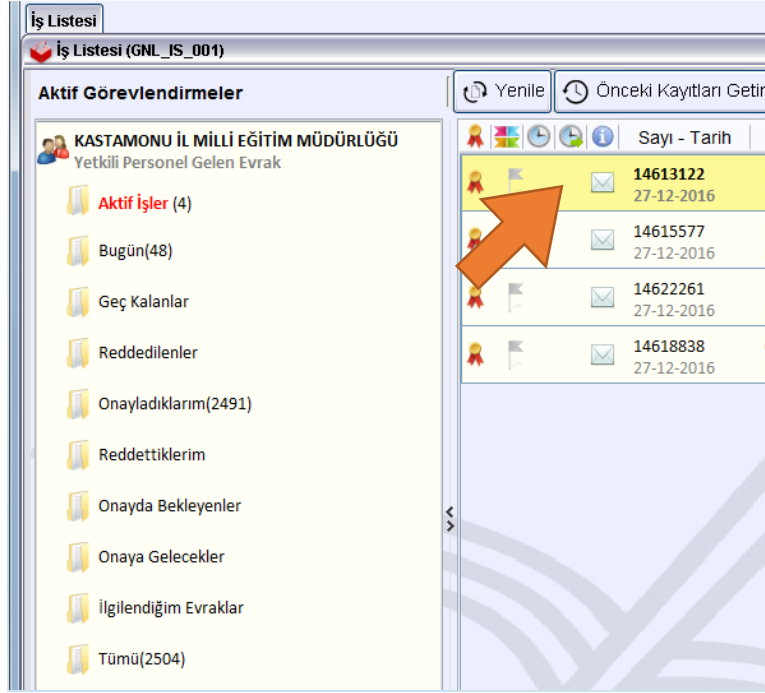 İş Listesi
İş Listesi (GNL_IS_001)
Aktif Görevlendirmeler
Yenile
Önceki Kayıtları Getir
KASTAMONU İL MİLLİ EĞİTİM MÜDÜRLÜĞÜ
Yetkili Personel Gelen Evrak
Aktif İşler (4)
Bugün(48)
Geç Kalanlar
Reddedilenler
Onayladıklarım(2491)
Reddettiklerim
Onayda Bekleyenler
Onaya Gelecekler
İlgilendiğim Evraklar
Tümü(2504)
Sayı - Tarih
14613122
27-12-2016
14615577
27-12-2016
14622261
27-12-2016
14618838
27-12-2016